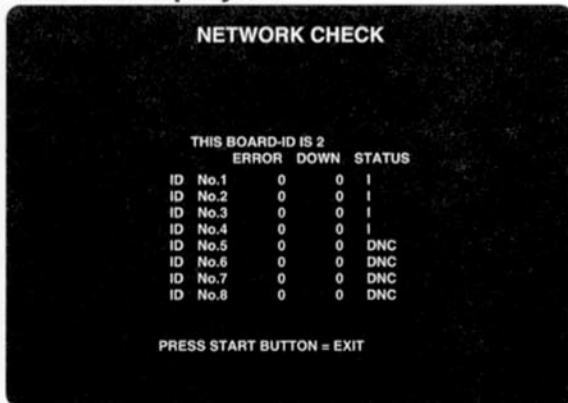 NETWORK CHECK
THIS BOARD-ID IS 2
ERROR DOWN STATUS
ID No.1 0 0 I
ID No.2 0 0 I
ID No.3 0 0 I
ID No.4 0 0 I
ID No.5 0 0 DNC
ID No.6 0 0 DNC
ID No.7 0 0 DNC
ID No.8 0 0 DNC
PRESS START BUTTON = EXIT